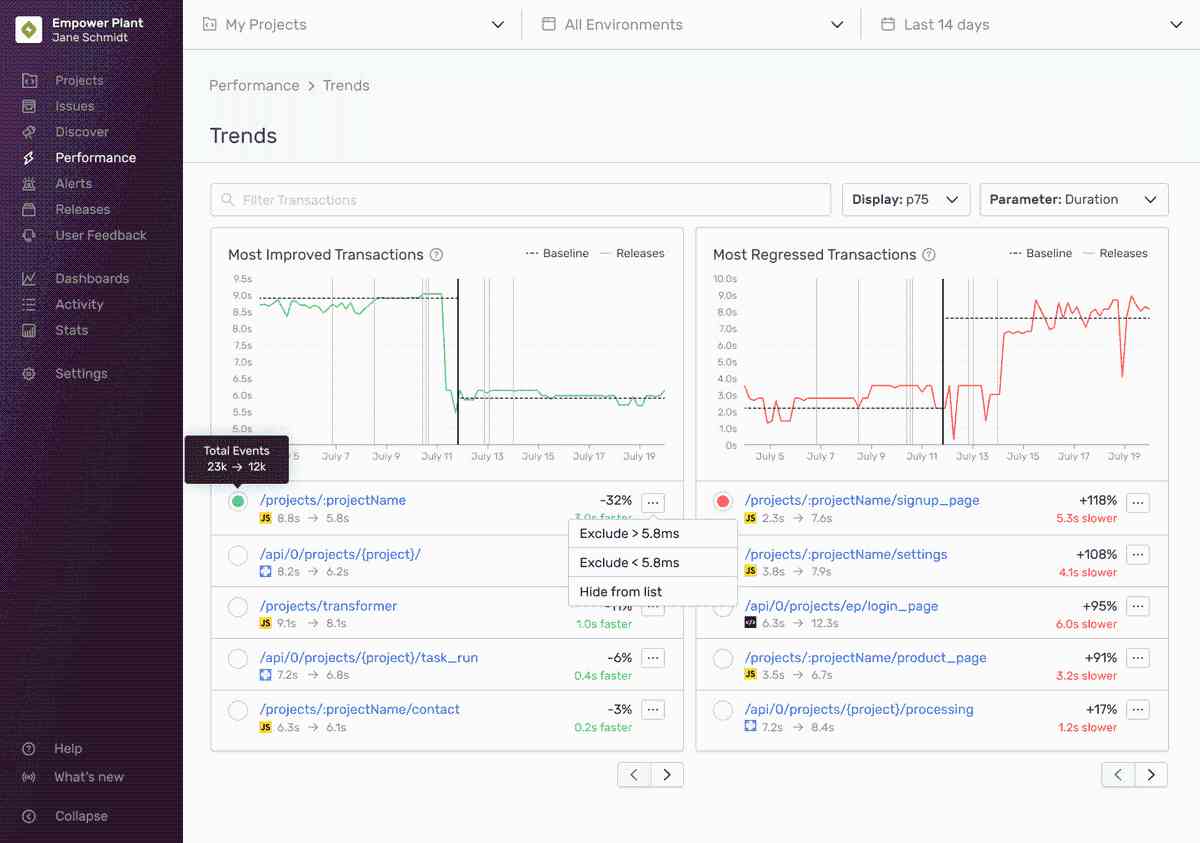 Empower Plant
Jane Schmidt
Projects
Issues
Discover
Performance
Alerts
Releases
User Feedback
Dashboards
Activity
Stats
Settings
Help
What's new
Collapse
My Projects
All Environments
Last 14 days
Performance > Trends
Trends
Filter Transactions
Display: p75
Parameter: Duration
Most Improved Transactions ?
Baseline
Releases
9.5s
9.0s
8.5s
8.0s
7.5s
7.0s
6.5s
6.0s
5.5s
5.0s
5 July 7 July 9 July 11 July 13 July 15 July 17 July 19
Total Events
23k → 12k
/projects/:projectName
-32%
JS 8.8s → 5.8s
3.0s faster
Exclude > 5.8ms
Exclude < 5.8ms
Hide from list
/api/0/projects/{project}/
8.2s → 6.2s
/projects/transformer
-11%
JS 9.1s → 8.1s
1.0s faster
/api/0/projects/{project}/task_run
-6%
7.2s → 6.8s
0.4s faster
/projects/:projectName/contact
-3%
JS 6.3s → 6.1s
0.2s faster
Most Regressed Transactions ?
Baseline
Releases
10.0s
9.0s
8.0s
7.0s
6.0s
5.0s
4.0s
3.0s
2.0s
1.0s
0s
July 5 July 7 July 9 July 11 July 13 July 15 July 17 July 19
/projects/:projectName/signup_page
+118%
JS 2.3s → 7.6s
5.3s slower
/projects/:projectName/settings
+108%
JS 3.8s → 7.9s
4.1s slower
/api/0/projects/ep/login_page
+95%
</> 6.3s → 12.3s
6.0s slower
/projects/:projectName/product_page
+91%
JS 3.5s → 6.7s
3.2s slower
/api/0/projects/{project}/processing
+17%
7.2s → 8.4s
1.2s slower